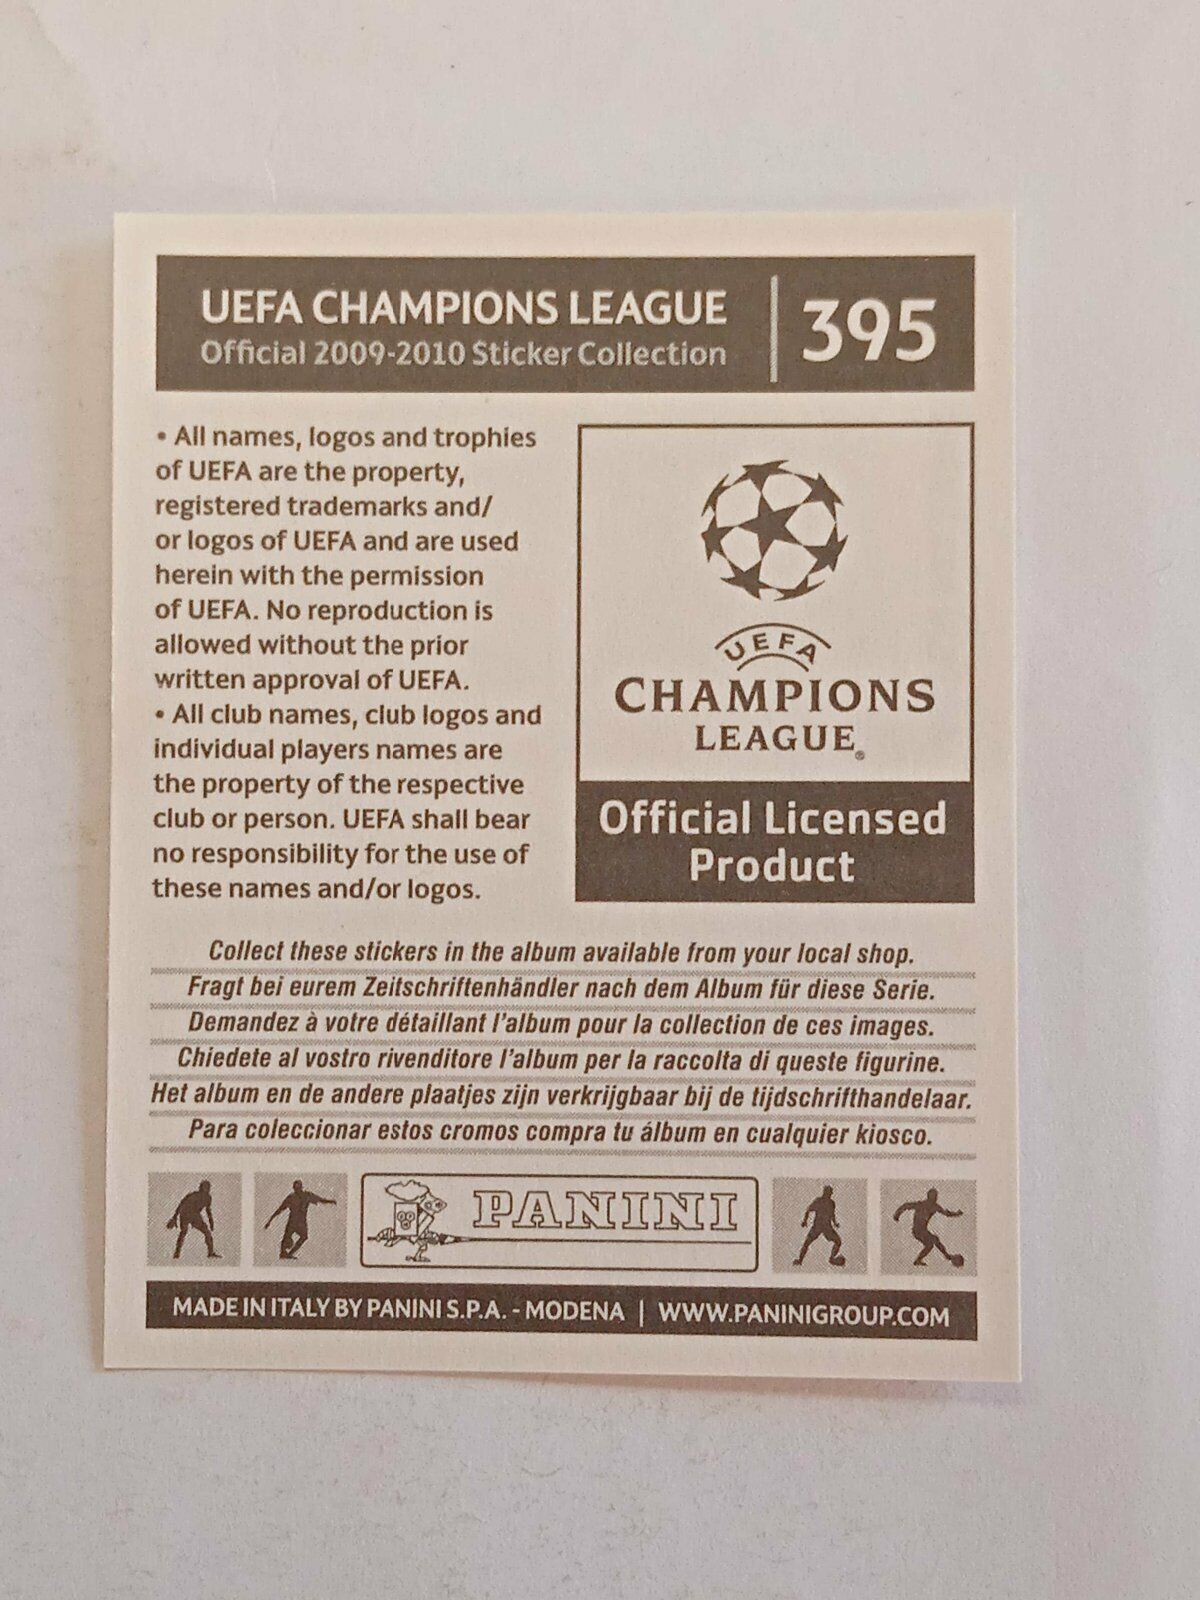 UEFA CHAMPIONS LEAGUE
Official 2009-2010 Sticker Collection
395
• All names, logos and trophies
of UEFA are the property,
registered trademarks and/
or logos of UEFA and are used
herein with the permission
of UEFA. No reproduction is
allowed without the prior
written approval of UEFA.
• All club names, club logos and
individual players names are
the property of the respective
club or person. UEFA shall bear
no responsibility for the use of
these names and/or logos.
UEFA
CHAMPIONS
LEAGUE®
Official Licensed
Product
Collect these stickers in the album available from your local shop.
Fragt bei eurem Zeitschriftenhändler nach dem Album für diese Serie.
Demandez à votre détaillant l'album pour la collection de ces images.
Chiedete al vostro rivenditore l'album per la raccolta di queste figurine.
Het album en de andere plaatjes zijn verkrijgbaar bij de tijdschrifthandelaar.
Para coleccionar estos cromos compra tu álbum en cualquier kiosco.
PANINI
MADE IN ITALY BY PANINI S.P.A. - MODENA | WWW.PANINIGROUP.COM